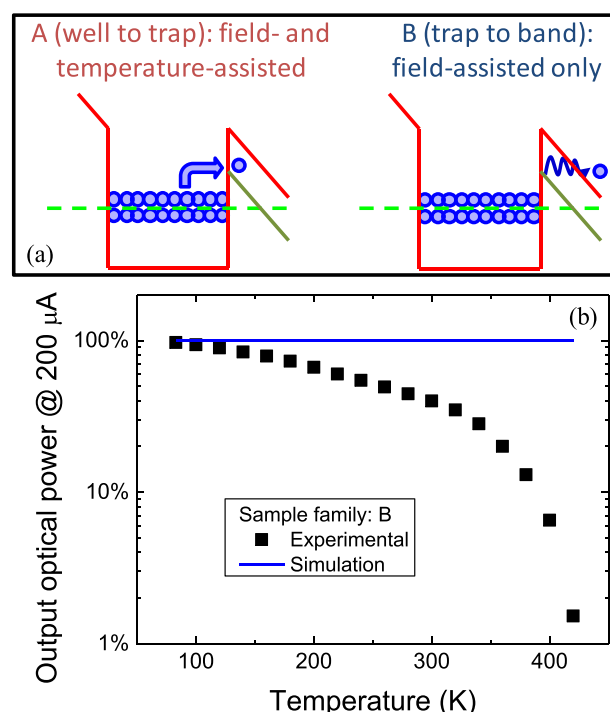 A (well to trap): field- and
temperature-assisted
B (trap to band):
field-assisted only
(a)
(b)
Output optical power @ 200 μA
100%
10%
1%
Sample family: B
Experimental
Simulation
100
200
300
400
Temperature (K)